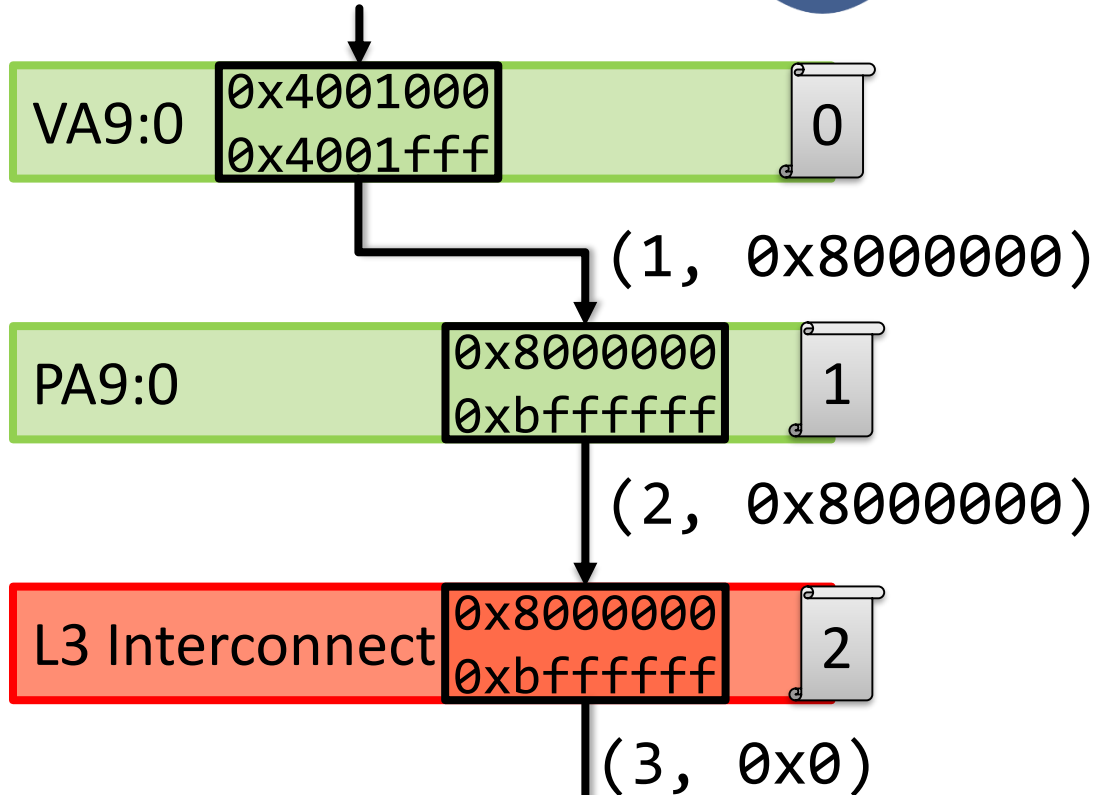 VA9:0
0x4001000
0x4001fff
0
(1, 0x8000000)
PA9:0
0x8000000
0xbffffff
1
(2, 0x8000000)
L3 Interconnect
0x8000000
0xbffffff
2
(3, 0x0)